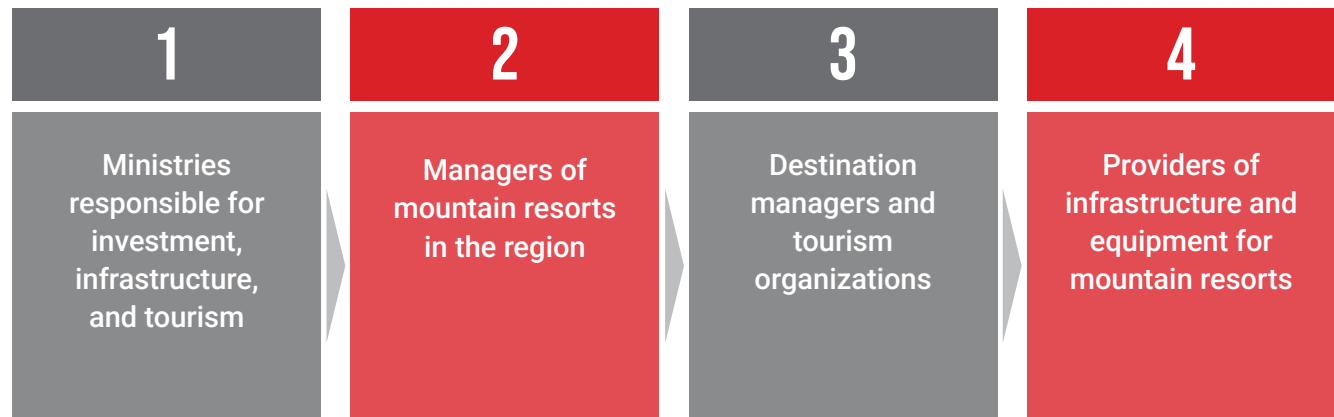 1
Ministries
responsible for
investment,
infrastructure,
and tourism
2
Managers of
mountain resorts
in the region
3
Destination
managers and
tourism
organizations
4
Providers of
infrastructure and
equipment for
mountain resorts